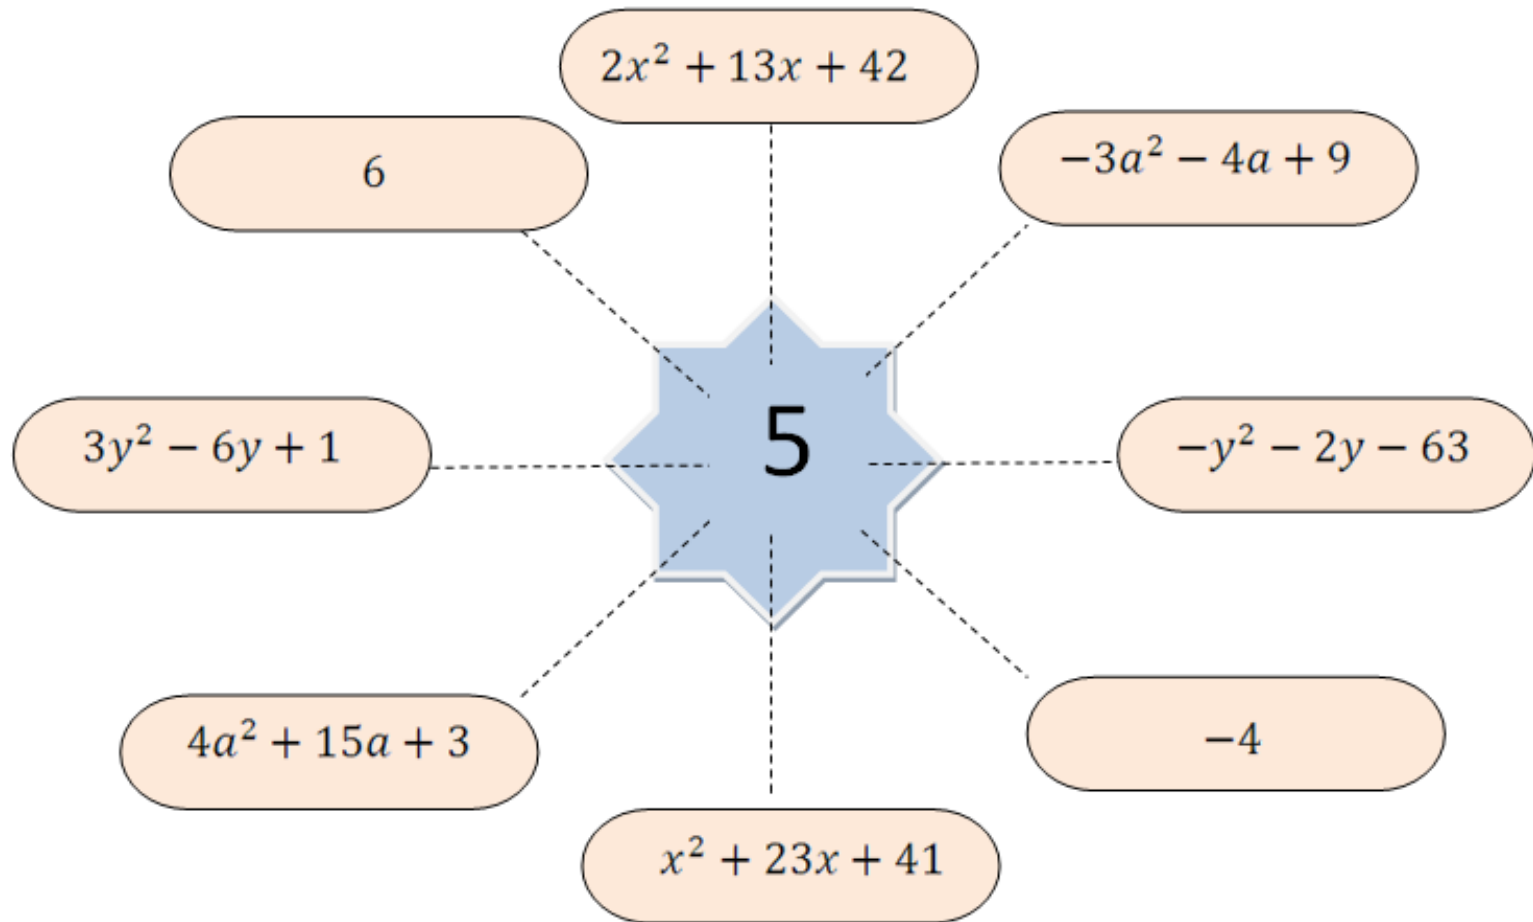 2x² + 13x + 42
−3a² − 4a + 9
6
5
3y² − 6y + 1
−y² − 2y − 63
4a² + 15a + 3
−4
x² + 23x + 41